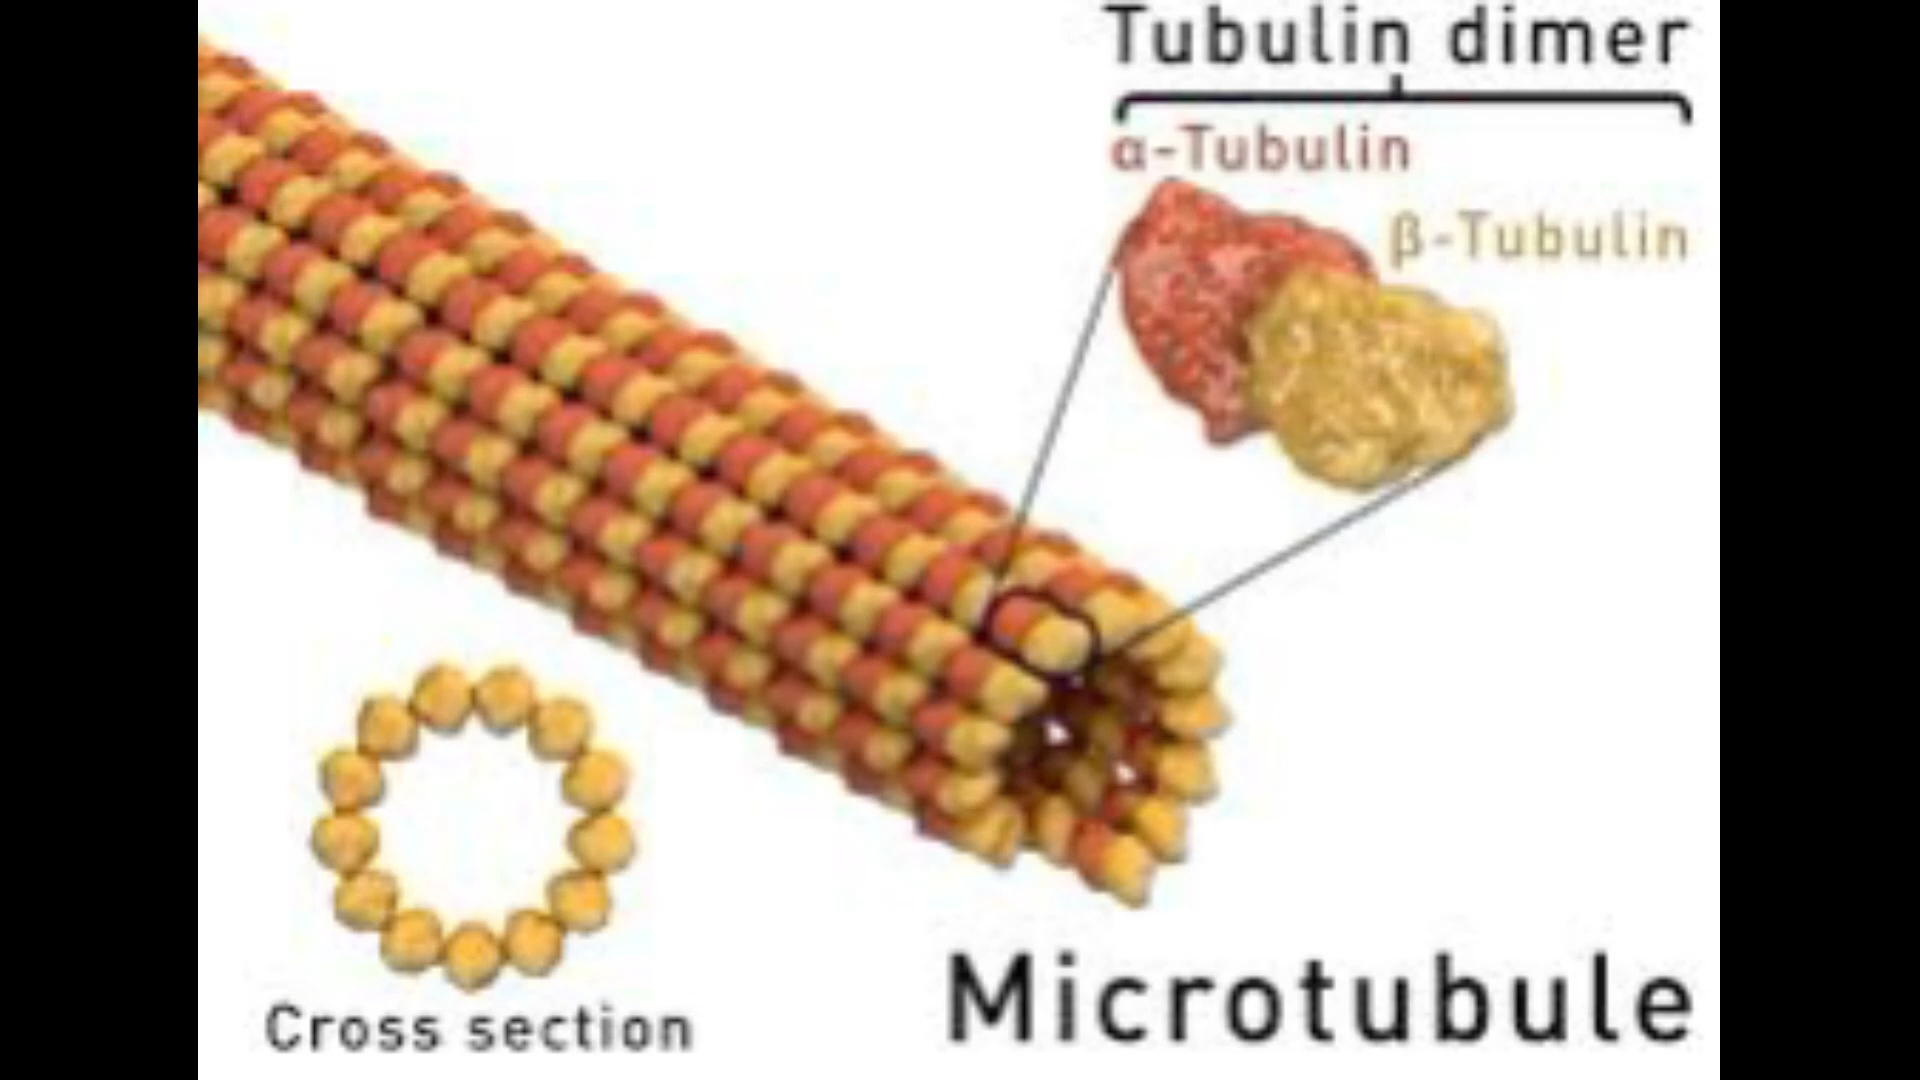 Tubulin dimer
α-Tubulin
β-Tubulin
Cross section
Microtubule